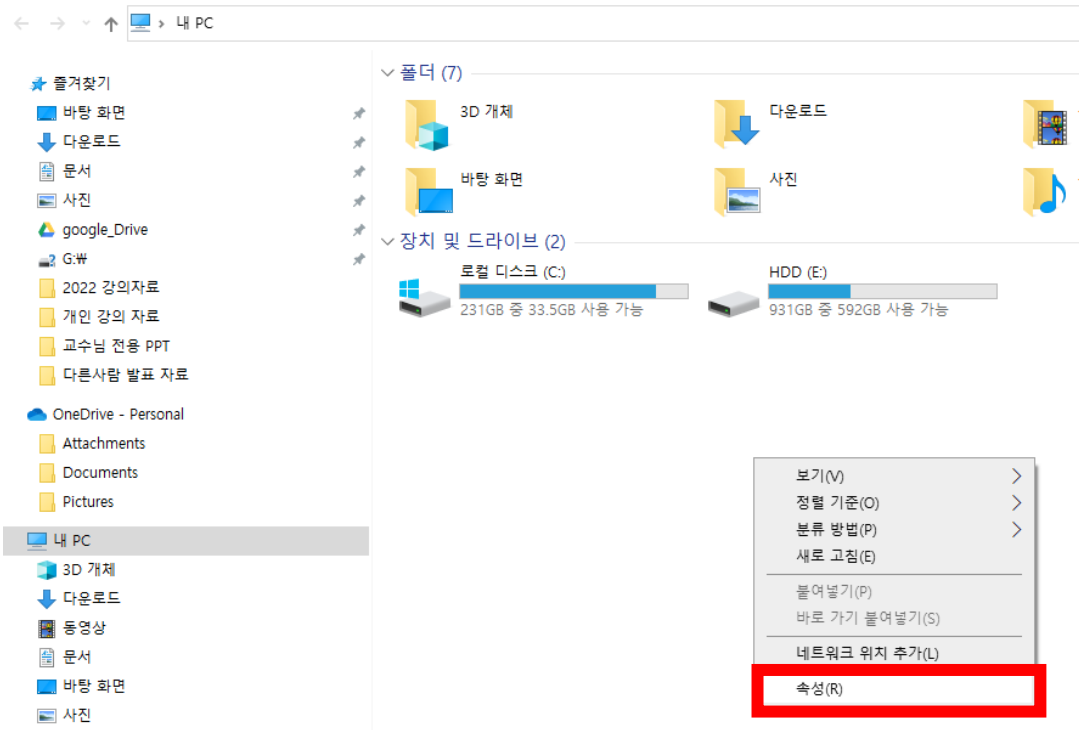 내 PC
즐겨찾기
바탕 화면
다운로드
문서
사진
google_Drive
G:₩
2022 강의자료
개인 강의 자료
교수님 전용 PPT
다른사람 발표 자료
OneDrive - Personal
Attachments
Documents
Pictures
내 PC
3D 개체
다운로드
동영상
문서
바탕 화면
사진
폴더 (7)
3D 개체
다운로드
바탕 화면
사진
장치 및 드라이브 (2)
로컬 디스크 (C:)
231GB 중 33.5GB 사용 가능
HDD (E:)
931GB 중 592GB 사용 가능
보기(V)
정렬 기준(O)
분류 방법(P)
새로 고침(E)
붙여넣기(P)
바로 가기 붙여넣기(S)
네트워크 위치 추가(L)
속성(R)